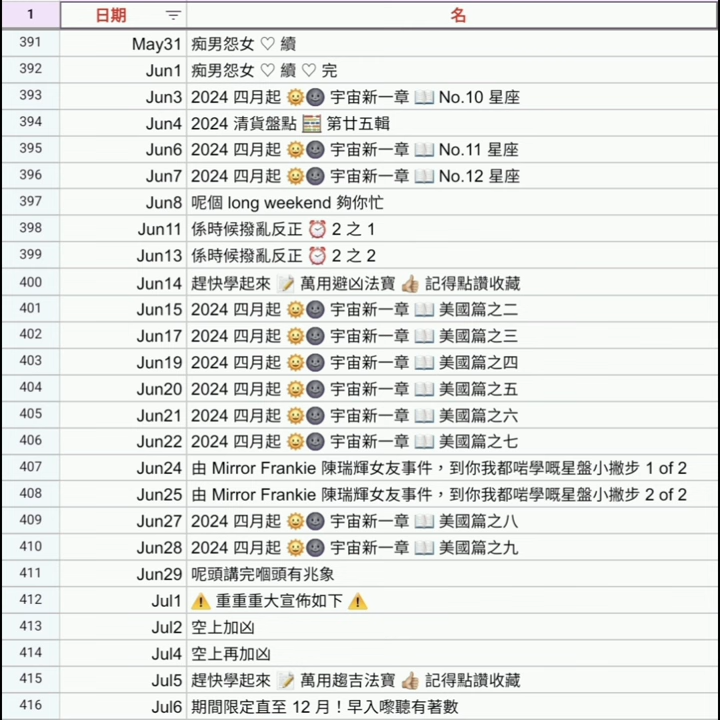 1 日期 名
391 May31 痴男怨女 ♡ 續
392 Jun1 痴男怨女 ♡ 續 ♡ 完
393 Jun3 2024 四月起 🌞🌚 宇宙新一章 📖 No.10 星座
394 Jun4 2024 清貨盤點 🧮 第廿五輯
395 Jun6 2024 四月起 🌞🌚 宇宙新一章 📖 No.11 星座
396 Jun7 2024 四月起 🌞🌚 宇宙新一章 📖 No.12 星座
397 Jun8 呢個 long weekend 夠你忙
398 Jun11 係時候撥亂反正 ⏰ 2 之 1
399 Jun13 係時候撥亂反正 ⏰ 2 之 2
400 Jun14 趕快學起來 📝 萬用避凶法寶 👍🏼 記得點讚收藏
401 Jun15 2024 四月起 🌞🌚 宇宙新一章 📖 美國篇之二
402 Jun17 2024 四月起 🌞🌚 宇宙新一章 📖 美國篇之三
403 Jun19 2024 四月起 🌞🌚 宇宙新一章 📖 美國篇之四
404 Jun20 2024 四月起 🌞🌚 宇宙新一章 📖 美國篇之五
405 Jun21 2024 四月起 🌞🌚 宇宙新一章 📖 美國篇之六
406 Jun22 2024 四月起 🌞🌚 宇宙新一章 📖 美國篇之七
407 Jun24 由 Mirror Frankie 陳瑞輝女友事件，到你我都啱學嘅星盤小撇步 1 of 2
408 Jun25 由 Mirror Frankie 陳瑞輝女友事件，到你我都啱學嘅星盤小撇步 2 of 2
409 Jun27 2024 四月起 🌞🌚 宇宙新一章 📖 美國篇之八
410 Jun28 2024 四月起 🌞🌚 宇宙新一章 📖 美國篇之九
411 Jun29 呢頭講完嗰頭有兆象
412 Jul1 ⚠️ 重重重大宣佈如下 ⚠️
413 Jul2 空上加凶
414 Jul4 空上再加凶
415 Jul5 趕快學起來 📝 萬用趨吉法寶 👍🏼 記得點讚收藏
416 Jul6 期間限定直至 12 月！早入嚟聽有著數